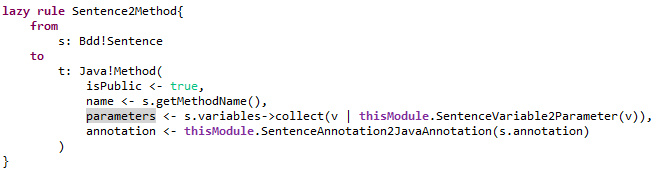 lazy rule Sentence2Method{
from
s: Bdd!Sentence
to
t: Java!Method(
isPublic <- true,
name <- s.getMethodName(),
parameters <- s.variables->collect(v | thisModule.SentenceVariable2Parameter(v)),
annotation <- thisModule.SentenceAnnotation2JavaAnnotation(s.annotation)
)
}